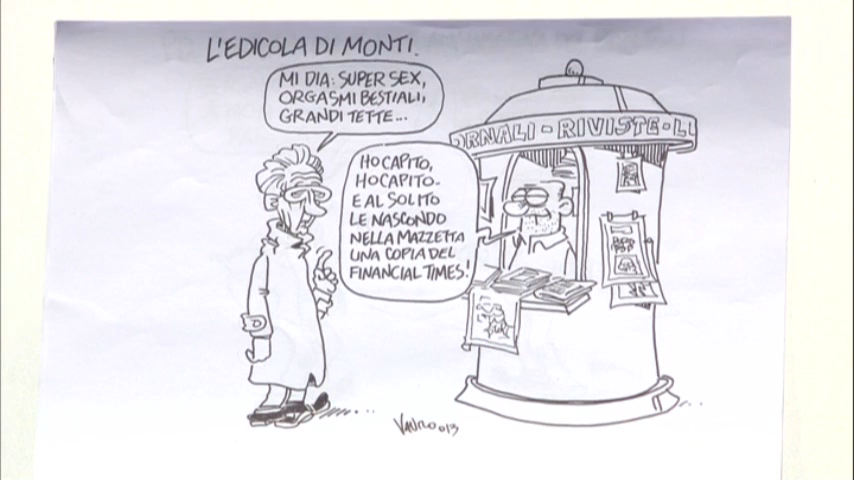 L'EDICOLA DI MONTI.
MI DIA: SUPER SEX,
ORGASMI BESTIALI,
GRANDI TETTE...
HO CAPITO,
HO CAPITO-
E AL SOLITO
LE NASCONDO
NELLA MAZZETTA
UNA COPIA DEL
FINANCIAL TIMES!
ORNALI - RIVISTE - L
VAURO 013